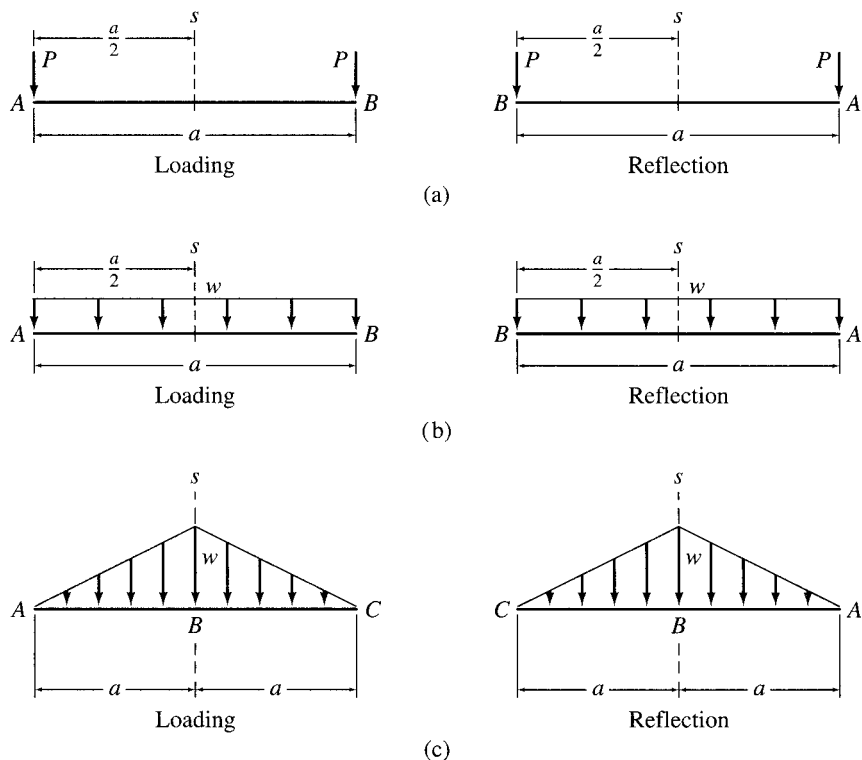 s s
a/2 a/2
P P P P
A B B A
a a
Loading Reflection
(a)
s s
a/2 w a/2 w
A B B A
a a
Loading Reflection
(b)
s s
w w
A C C A
B B
a a a a
Loading Reflection
(c)